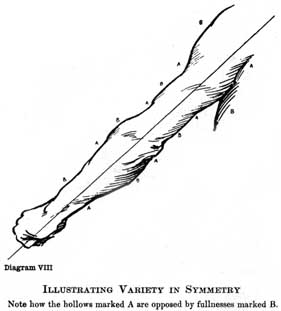 B
A
A
B
A
B
A
B
B
A
A
B
B
A
Diagram VIII
ILLUSTRATING VARIETY IN SYMMETRY
Note how the hollows marked A are opposed by fullnesses marked B.